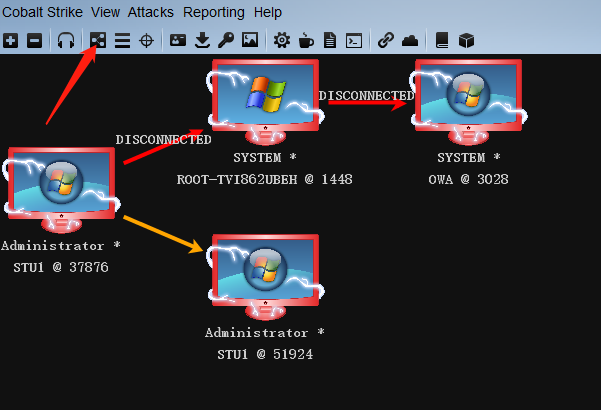 Cobalt Strike View Attacks Reporting Help
DISCONNECTED
DISCONNECTED
SYSTEM *
ROOT-TVI862UBEH @ 1448
SYSTEM *
OWA @ 3028
Administrator *
STU1 @ 37876
Administrator *
STU1 @ 51924